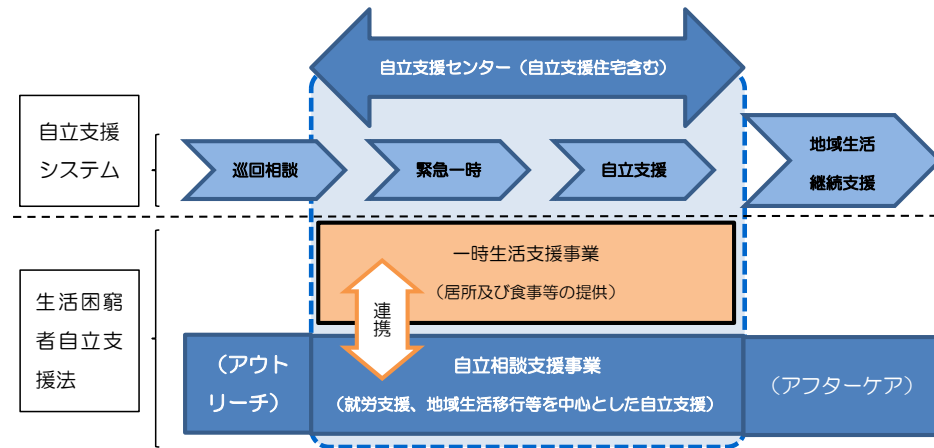 自立支援センター（自立支援住宅含む）
自立支援
システム
巡回相談
緊急一時
自立支援
地域生活
継続支援
生活困窮
者自立支
援法
一時生活支援事業
（居所及び食事等の提供）
連携
（アウト
リーチ）
自立相談支援事業
（就労支援、地域生活移行等を中心とした自立支援）
（アフターケア）